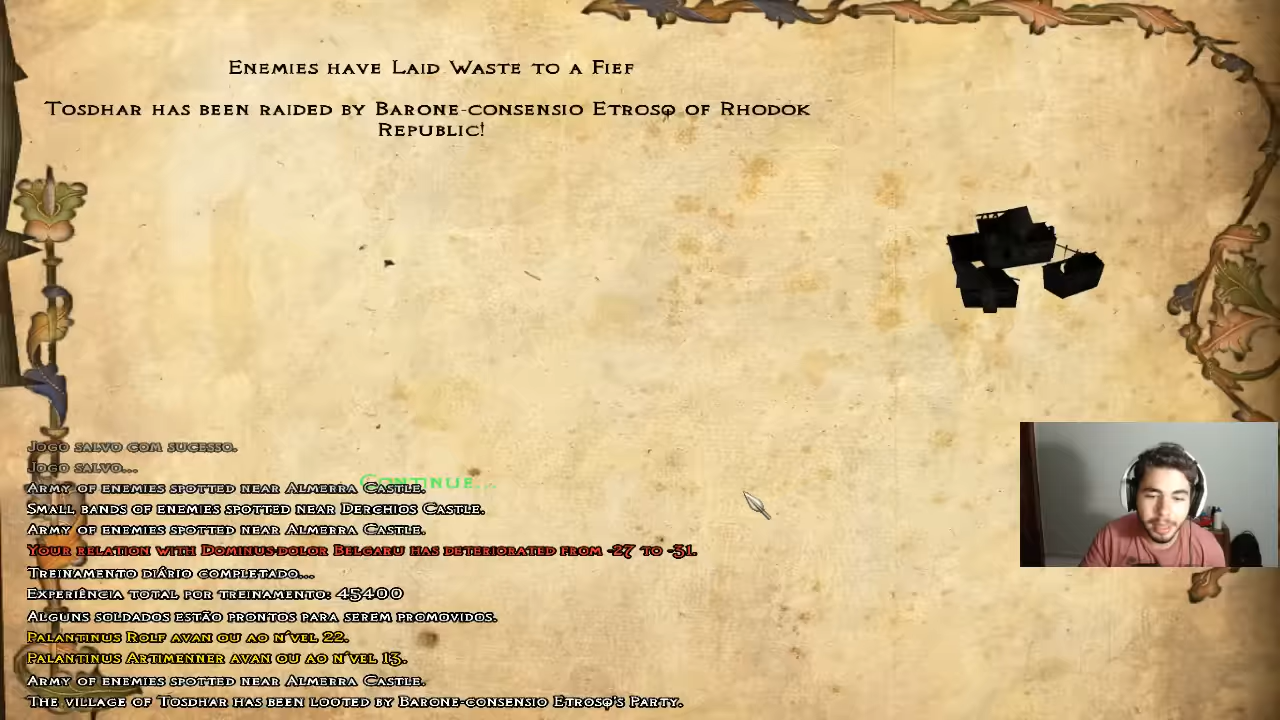 Enemies have Laid Waste to a Fief
Tosdhar has been raided by Barone-consensio Etrosq of Rhodok
Republic!
Jogo salvo com sucesso.
Jogo salvo...
Continue...
Army of enemies spotted near Almerra Castle.
Small bands of enemies spotted near Derchios Castle.
Army of enemies spotted near Almerra Castle.
Your relation with Dominus-dolor Belgaru has deteriorated from -27 to -31.
Treinamento diário completado...
Experiência total por treinamento: 45400
Alguns soldados estão prontos para serem promovidos.
Palantinus Rolf avan ou ao n´vel 22.
Palantinus Artimenner avan ou ao n´vel 13.
Army of enemies spotted near Almerra Castle.
The village of Tosdhar has been looted by Barone-consensio Etrosq's Party.